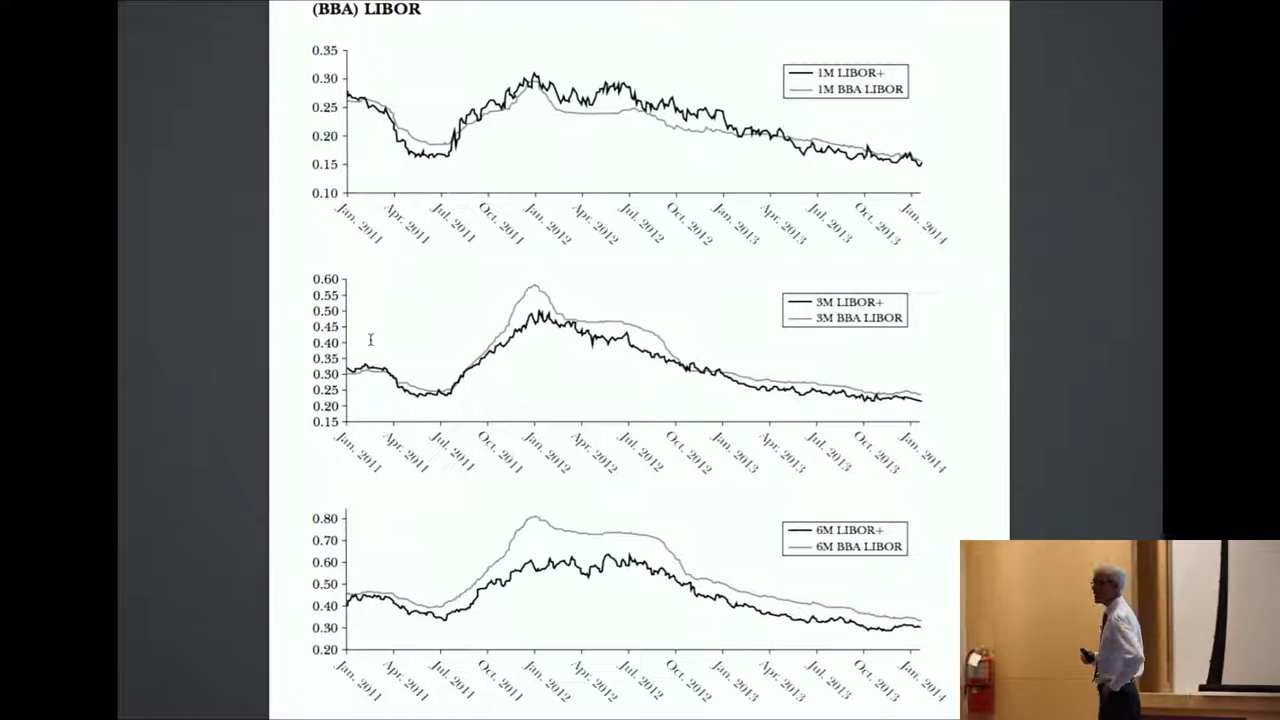 (BBA) LIBOR
0.35
0.30
0.25
0.20
0.15
0.10
1M LIBOR+
1M BBA LIBOR
Jan. 2011
Apr. 2011
Jul. 2011
Oct. 2011
Jan. 2012
Apr. 2012
Jul. 2012
Oct. 2012
Jan. 2013
Apr. 2013
Jul. 2013
Oct. 2013
Jan. 2014
0.60
0.55
0.50
0.45
0.40
0.35
0.30
0.25
0.20
0.15
3M LIBOR+
3M BBA LIBOR
Jan. 2011
Apr. 2011
Jul. 2011
Oct. 2011
Jan. 2012
Apr. 2012
Jul. 2012
Oct. 2012
Jan. 2013
Apr. 2013
Jul. 2013
Oct. 2013
Jan. 2014
0.80
0.70
0.60
0.50
0.40
0.30
0.20
6M LIBOR+
6M BBA LIBOR
Jan. 2011
Apr. 2011
Jul. 2011
Oct. 2011
Jan. 2012
Apr. 2012
Jul. 2012
Oct. 2012
Jan. 2013
Apr. 2013
Jul. 2013
Oct. 2013
Jan. 2014